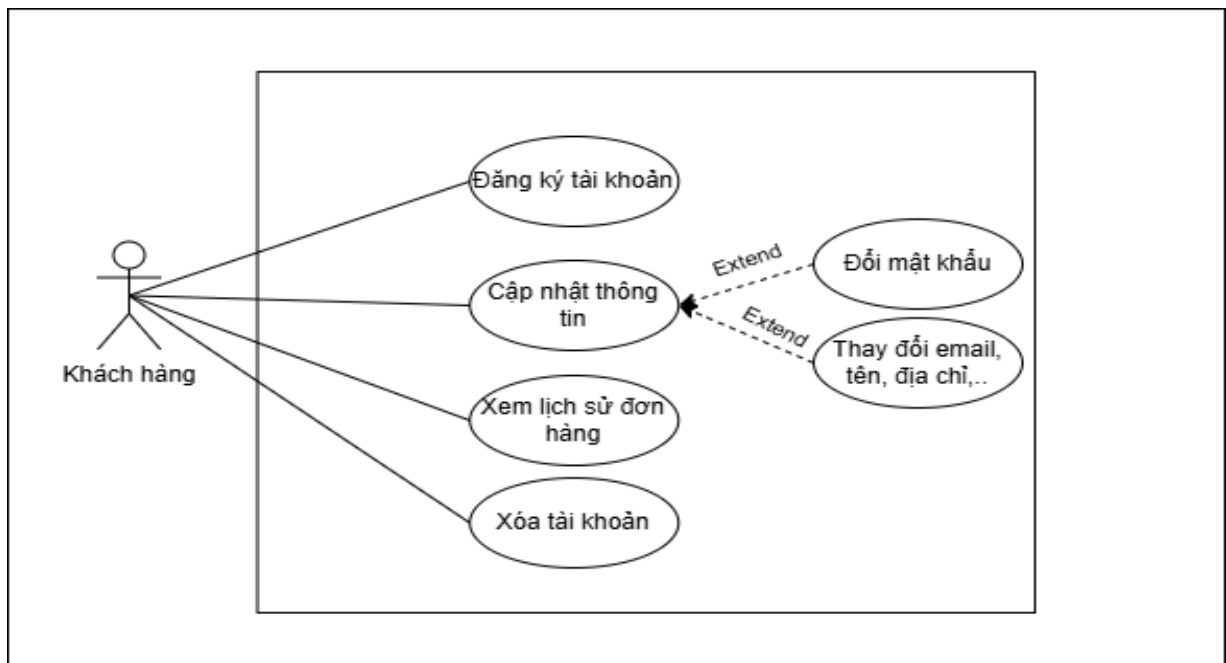 Đăng ký tài khoản
Cập nhật thông
tin
Extend
Đổi mật khẩu
Extend
Thay đổi email,
tên, địa chỉ,..
Khách hàng
Xem lịch sử đơn
hàng
Xóa tài khoản